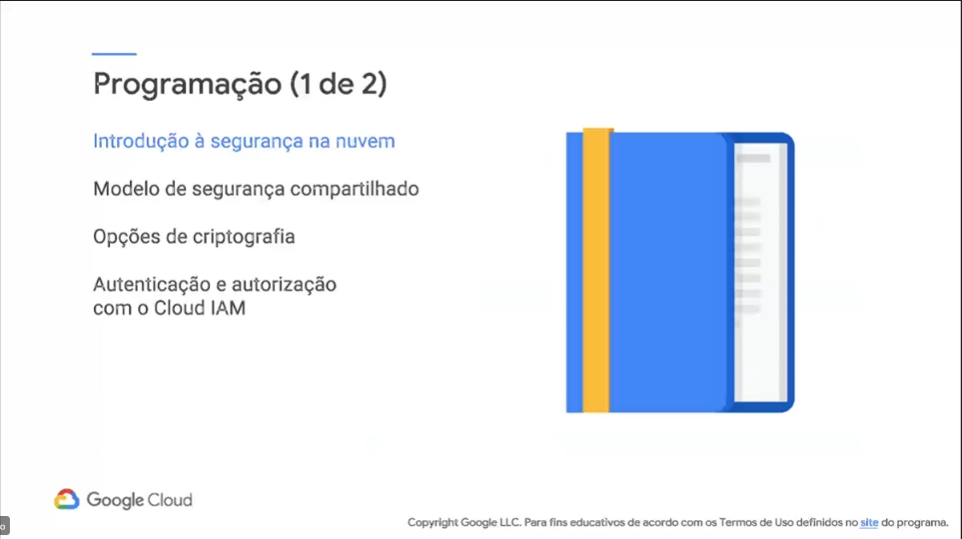 Programação (1 de 2)
Introdução à segurança na nuvem
Modelo de segurança compartilhado
Opções de criptografia
Autenticação e autorização
com o Cloud IAM
Google Cloud
Copyright Google LLC. Para fins educativos de acordo com os Termos de Uso definidos no site do programa.